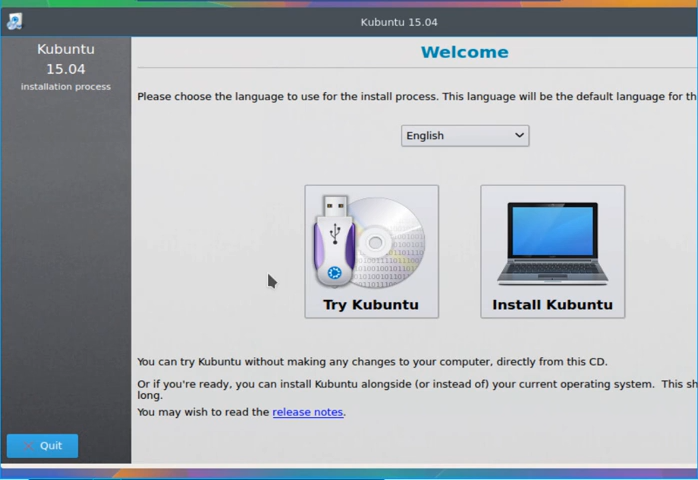 Kubuntu 15.04
Kubuntu
15.04
installation process
Welcome
Please choose the language to use for the install process. This language will be the default language for th
English
Try Kubuntu
Install Kubuntu
You can try Kubuntu without making any changes to your computer, directly from this CD.
Or if you're ready, you can install Kubuntu alongside (or instead of) your current operating system. This sh
long.
You may wish to read the release notes.
Quit